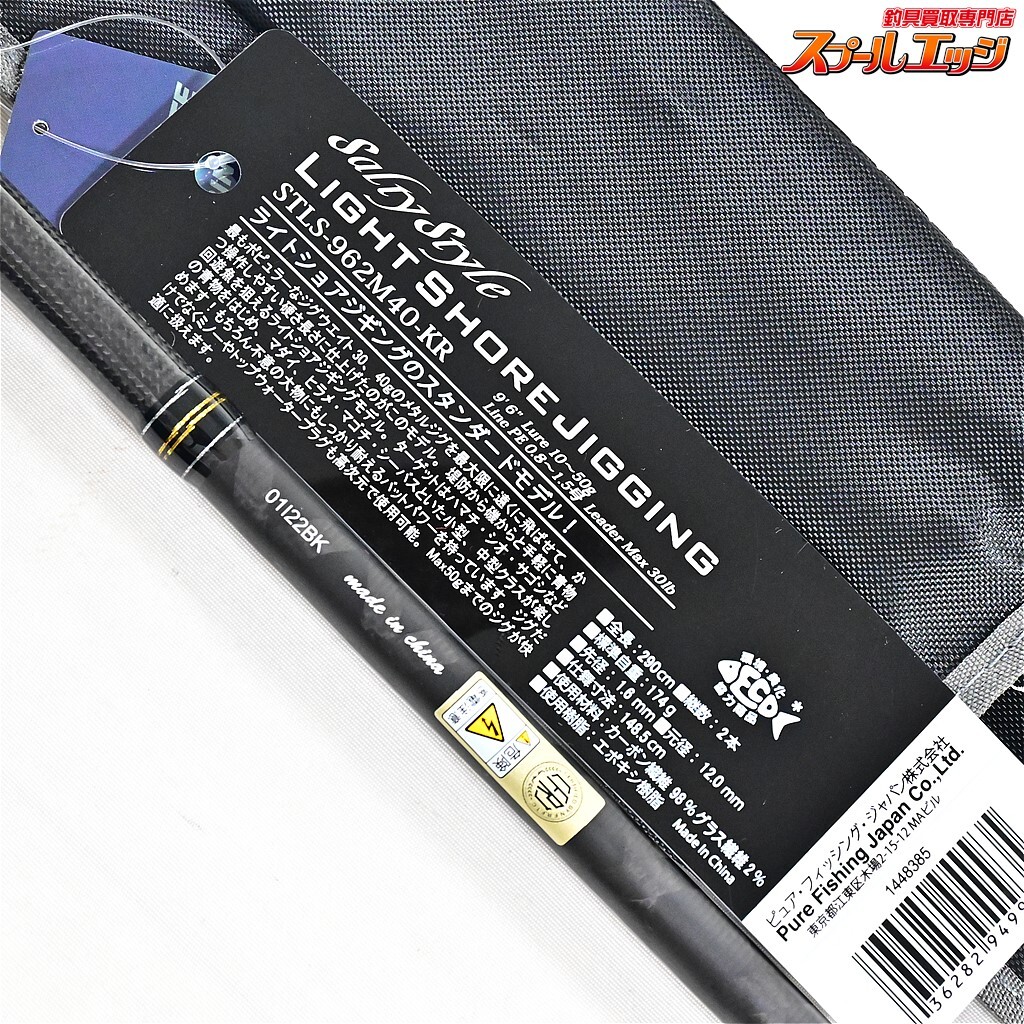 釣具買取専門店
スプールエッジ
Salty Style
LIGHT SHORE JIGGING
STLS-962M40-KR
9'6" Lure 10~50g
Line PE 0.8~1.5号 Leader Max 30lb
ライトショアジギングのスタンダードモデル!
最もポピュラーなジグウエイト30、40gのメタルジグを最大限に遠くに飛ばせて、か
つ操作しやすい硬さ長さに仕上げたのがこのモデル。堤防から磯からと手軽に青物
回遊魚を狙えるライトショアジギングモデル。ターゲットはハマチ、シオ、サゴシなど
の青物をはじめ、マダイ、ヒラメ、マゴチ、シーバスといった小型、中型クラスが楽し
めます!もちろん不意の大物にもしっかり耐えるバットパワーを持っています。ジグだ
けでなくミノーやトップウォータープラグも高次元で使用可能。Max50gまでのジグが快
適に扱えます。
■全長:290cm ■継数:2本
■標準自重:174g
■先径:1.6mm ■元径:12.0mm
■仕舞寸法:148.5cm
■使用材料:カーボン繊維 98% グラス繊維 2%
■使用樹脂:エポキシ樹脂
Made in China
ECO
ピュア・フィッシング・ジャパン株式会社
Pure Fishing Japan Co.,Ltd.
東京都江東区木場2-15-12 MAビル
1448385
36282 9499
01I22BK
made in china
感電注意
危険